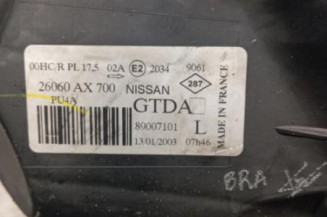 00HC/R PL 17,5 02A E2 2034 9061
26060 AX 700 NISSAN 287
PU4A GTDA
89007101 L
13/01/2003 07h46
MADE IN FRANCE
BRA